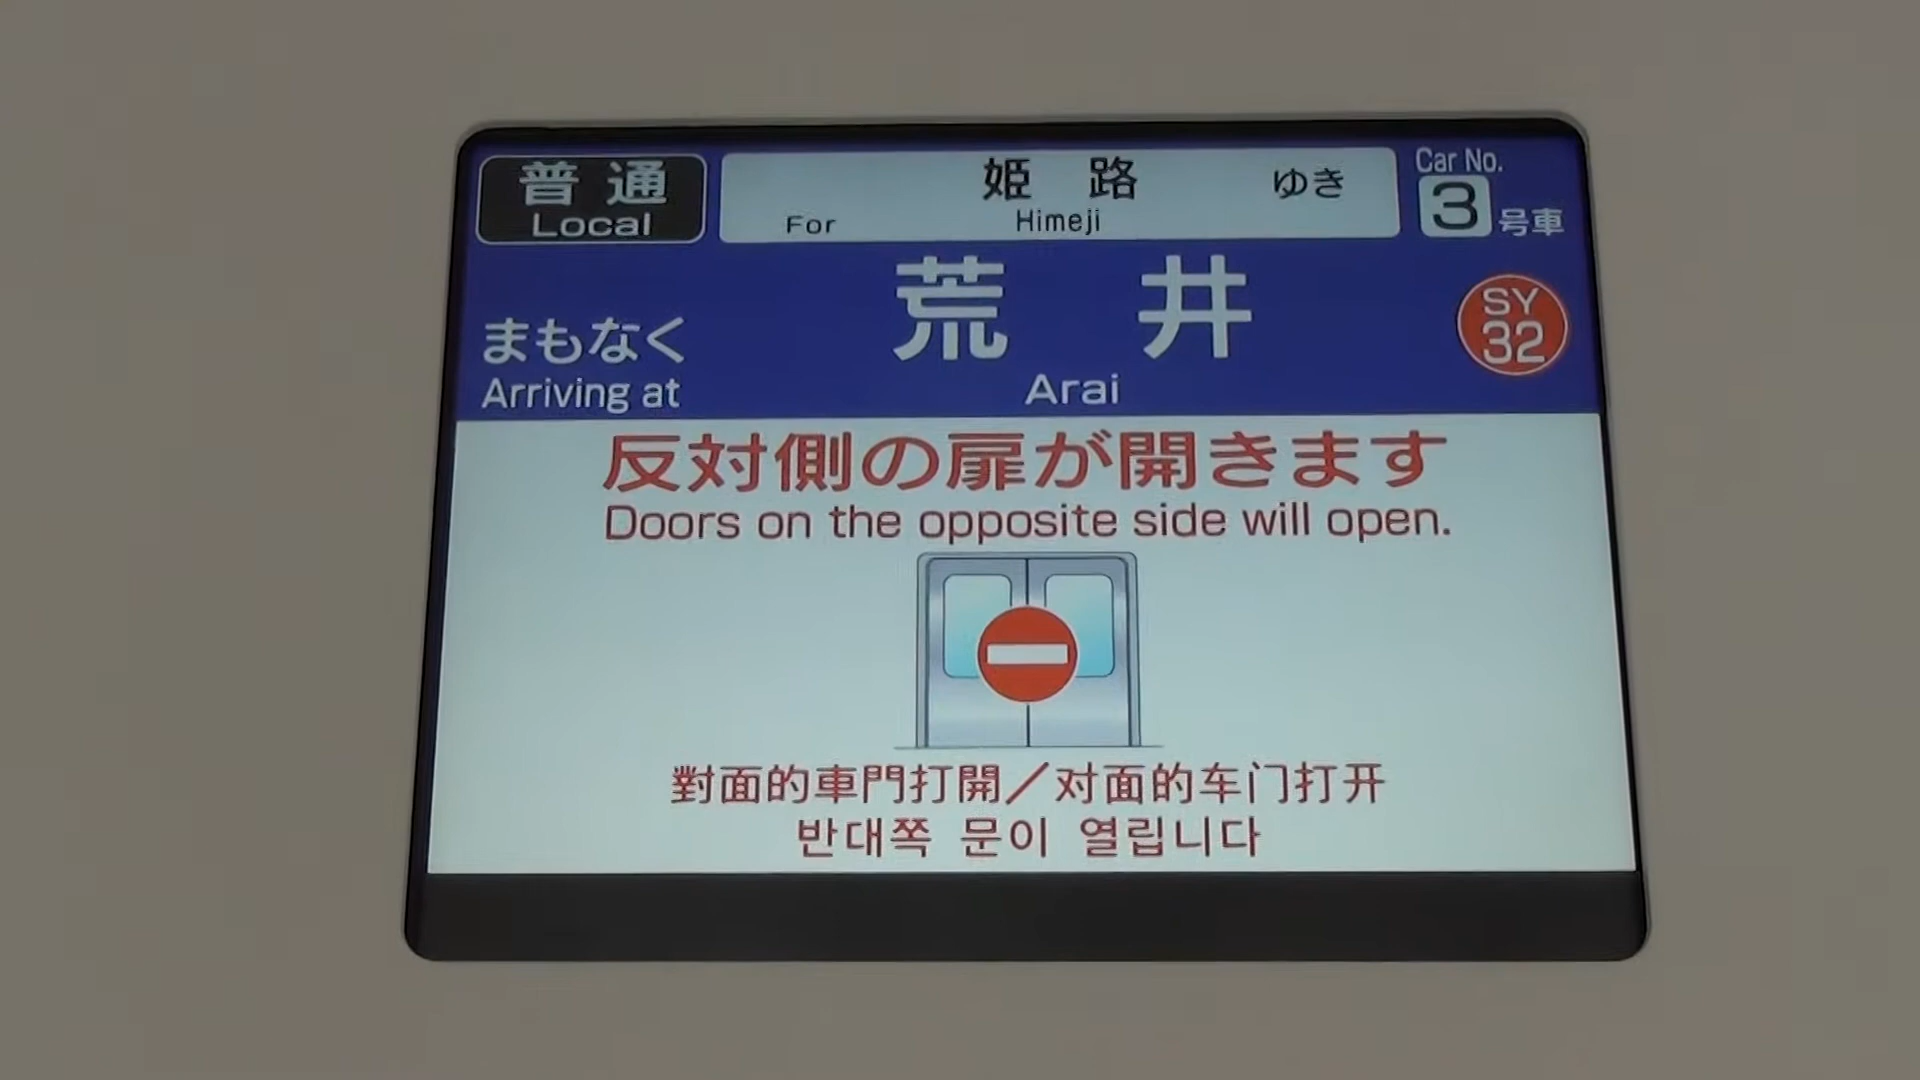 普通
Local
姫路 ゆき
For Himeji
Car No.
3号車
まもなく 荒井
Arriving at Arai
SY
32
反対側の扉が開きます
Doors on the opposite side will open.
對面的車門打開／对面的车门打开
반대쪽 문이 열립니다